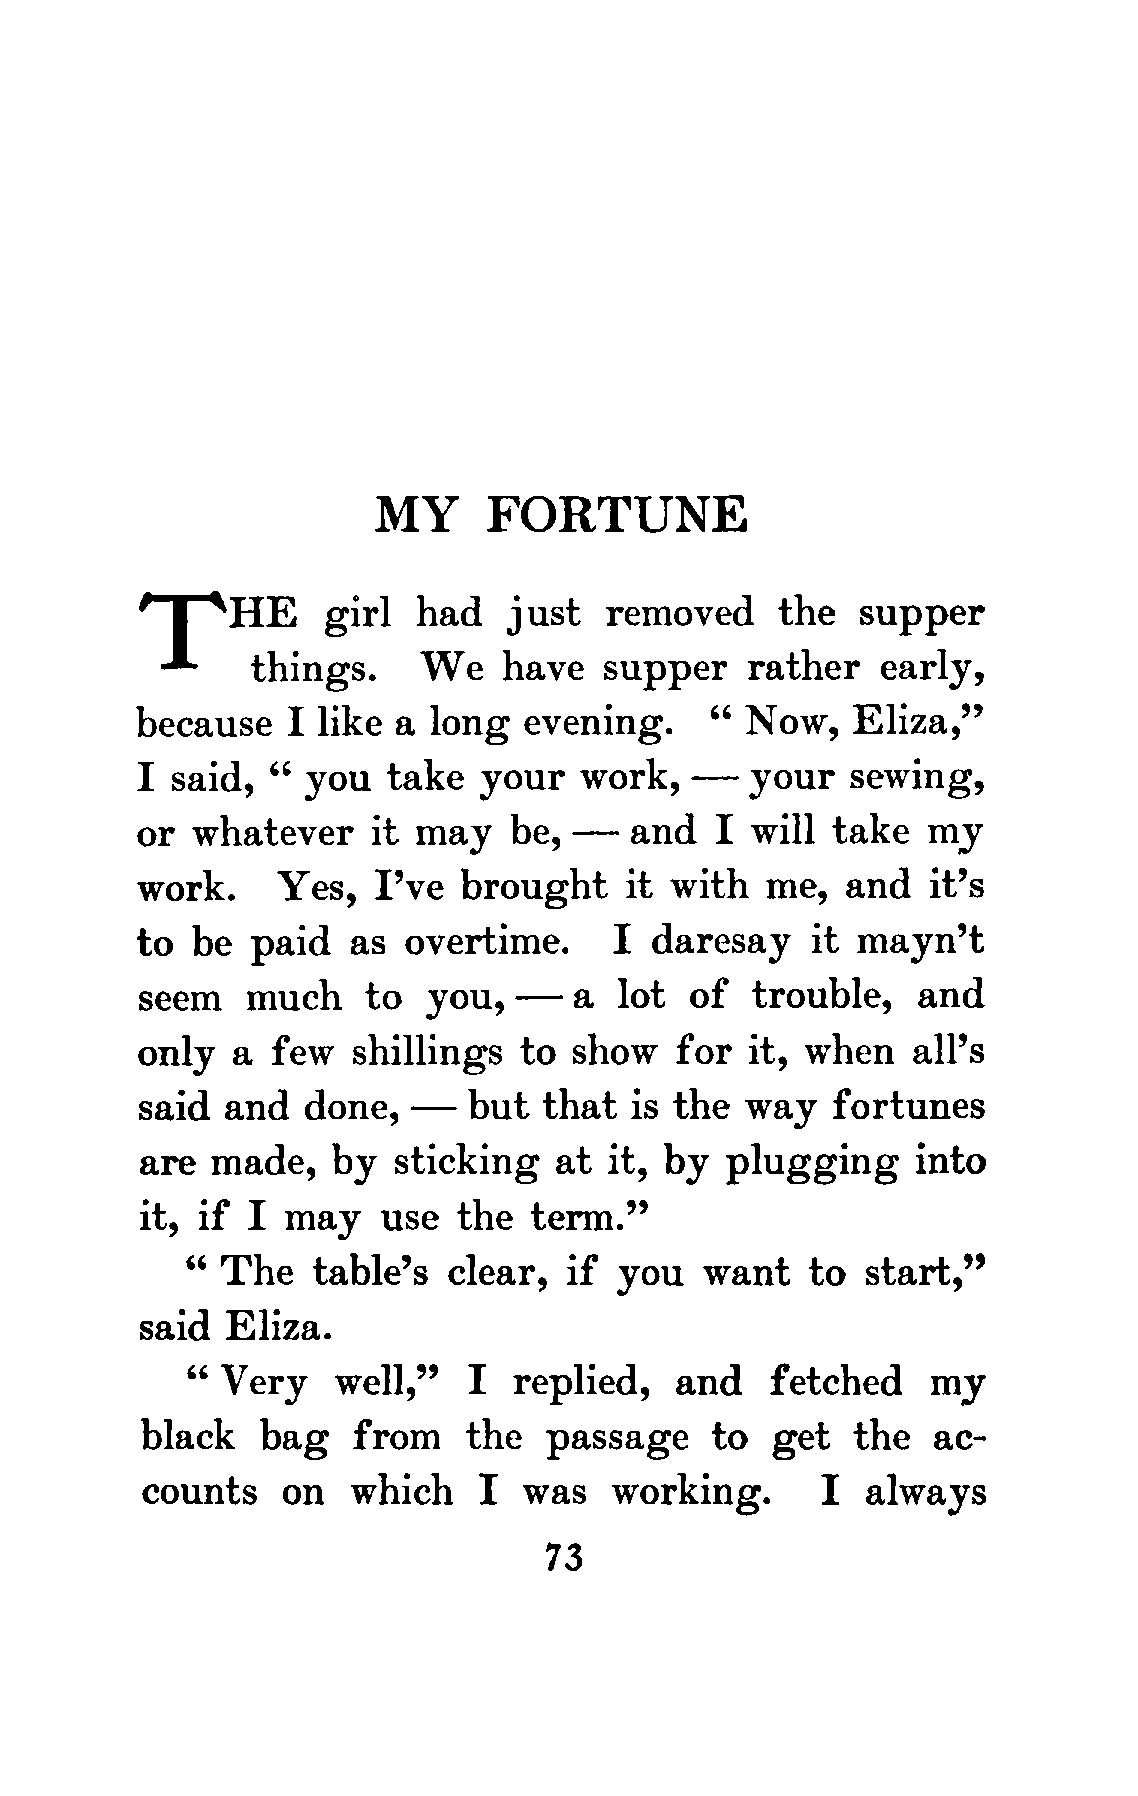 MY FORTUNE
THE girl had just removed the supper
things. We have supper rather early,
because I like a long evening. “ Now, Eliza,”
I said, “ you take your work, — your sewing,
or whatever it may be, — and I will take my
work. Yes, I’ve brought it with me, and it’s
to be paid as overtime. I daresay it mayn’t
seem much to you, — a lot of trouble, and
only a few shillings to show for it, when all’s
said and done, — but that is the way fortunes
are made, by sticking at it, by plugging into
it, if I may use the term.”
“ The table’s clear, if you want to start,”
said Eliza.
“ Very well,” I replied, and fetched my
black bag from the passage to get the ac-
counts on which I was working. I always
73